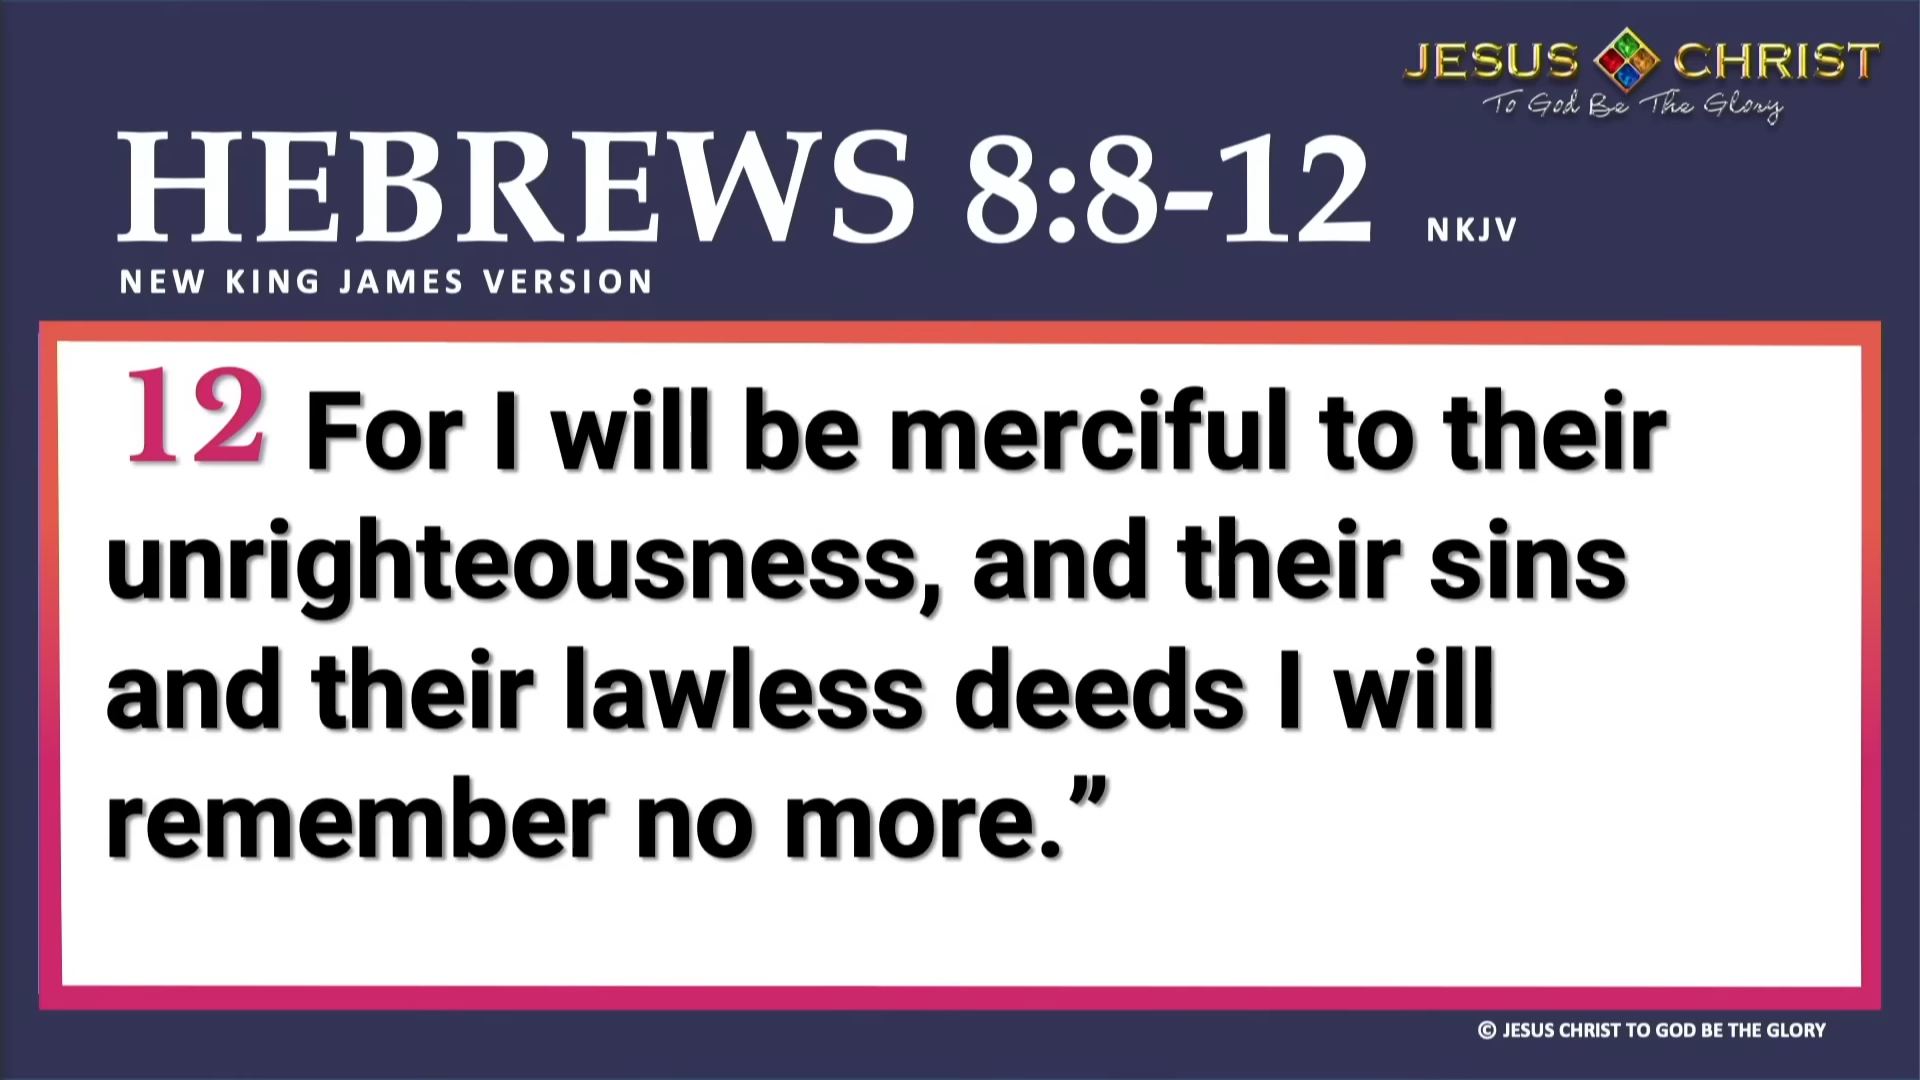 JESUS CHRIST
To God Be The Glory
HEBREWS 8:8-12 NKJV
NEW KING JAMES VERSION
12 For I will be merciful to their
unrighteousness, and their sins
and their lawless deeds I will
remember no more.”
© JESUS CHRIST TO GOD BE THE GLORY